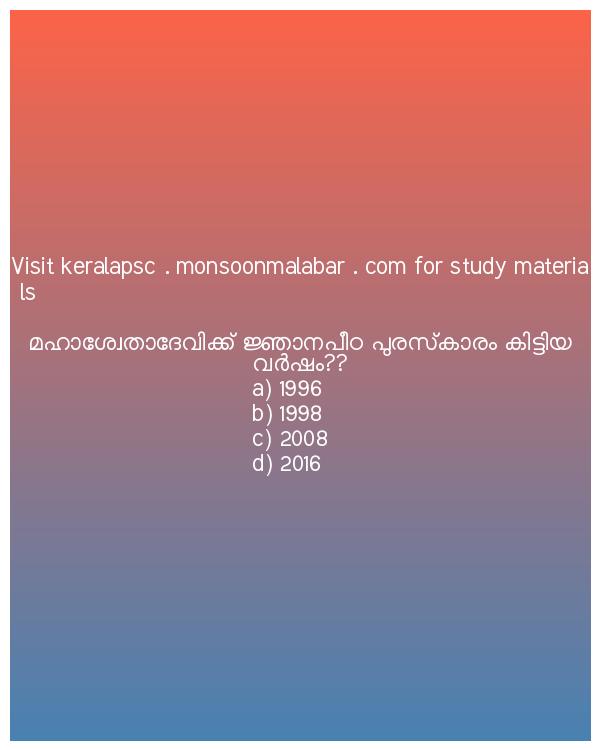 Visit keralapsc . monsoonmalabar . com for study materia
ls
മഹാശ്വേതാദേവിക്ക് ജ്ഞാനപീഠ പുരസ്കാരം കിട്ടിയ
വർഷം??
a) 1996
b) 1998
c) 2008
d) 2016